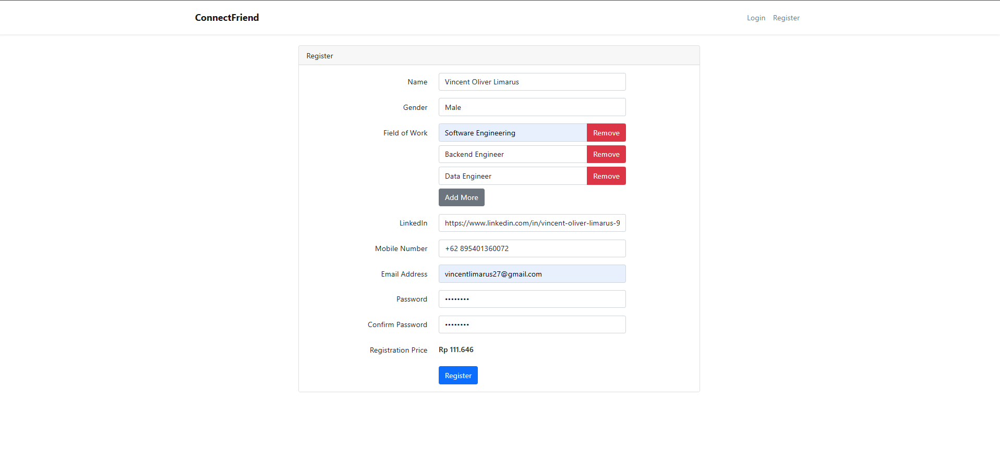 ConnectFriend
Login Register
Register
Name Vincent Oliver Limarus
Gender Male
Field of Work Software Engineering Remove
Backend Engineer Remove
Data Engineer Remove
Add More
LinkedIn https://www.linkedin.com/in/vincent-oliver-limarus-9
Mobile Number +62 895401360072
Email Address vincentlimarus27@gmail.com
Password ••••••••
Confirm Password ••••••••
Registration Price Rp 111.646
Register